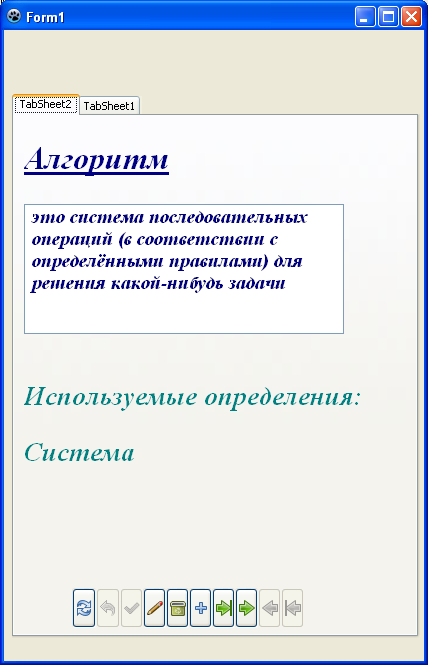 Form1
TabSheet2 TabSheet1
Алгоритм
это система последовательных
операций (в соответствии с
определёнными правилами) для
решения какой-нибудь задачи
Используемые определения:
Система